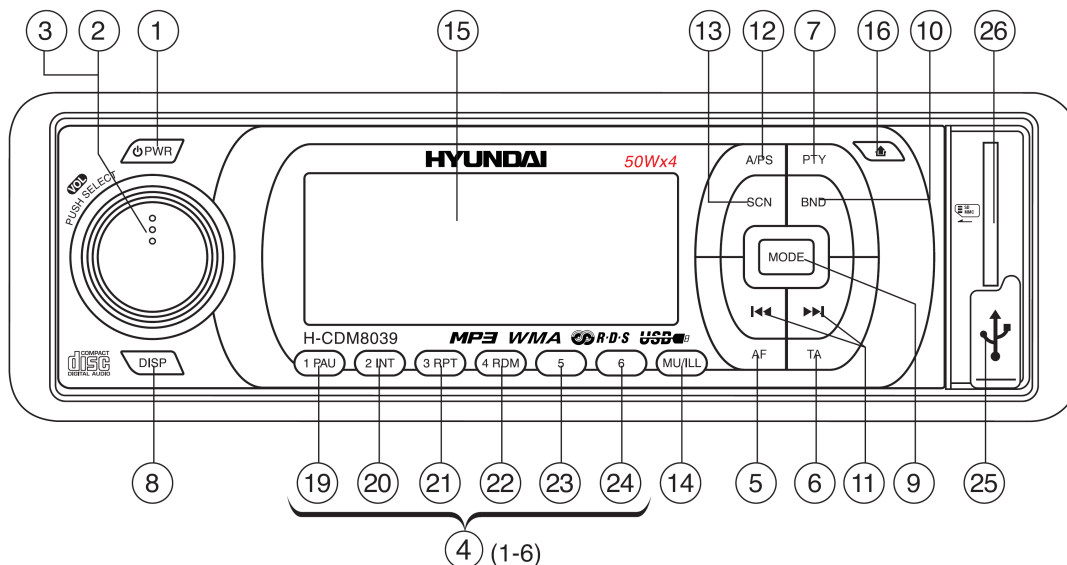 3 2 1 15 13 12 7 16 10 26
PWR
HYUNDAI 50Wx4
A/PS PTY
VOL
PUSH SELECT
SCN BND
SD
MMC
MODE
H-CDM8039 MP3 WMA R·D·S USB
COMPACT
disc
DIGITAL AUDIO
DISP
1 PAU 2 INT 3 RPT 4 RDM 5 6 MU/ILL
AF TA
8 19 20 21 22 23 24 14 5 6 11 9 25
4 (1-6)